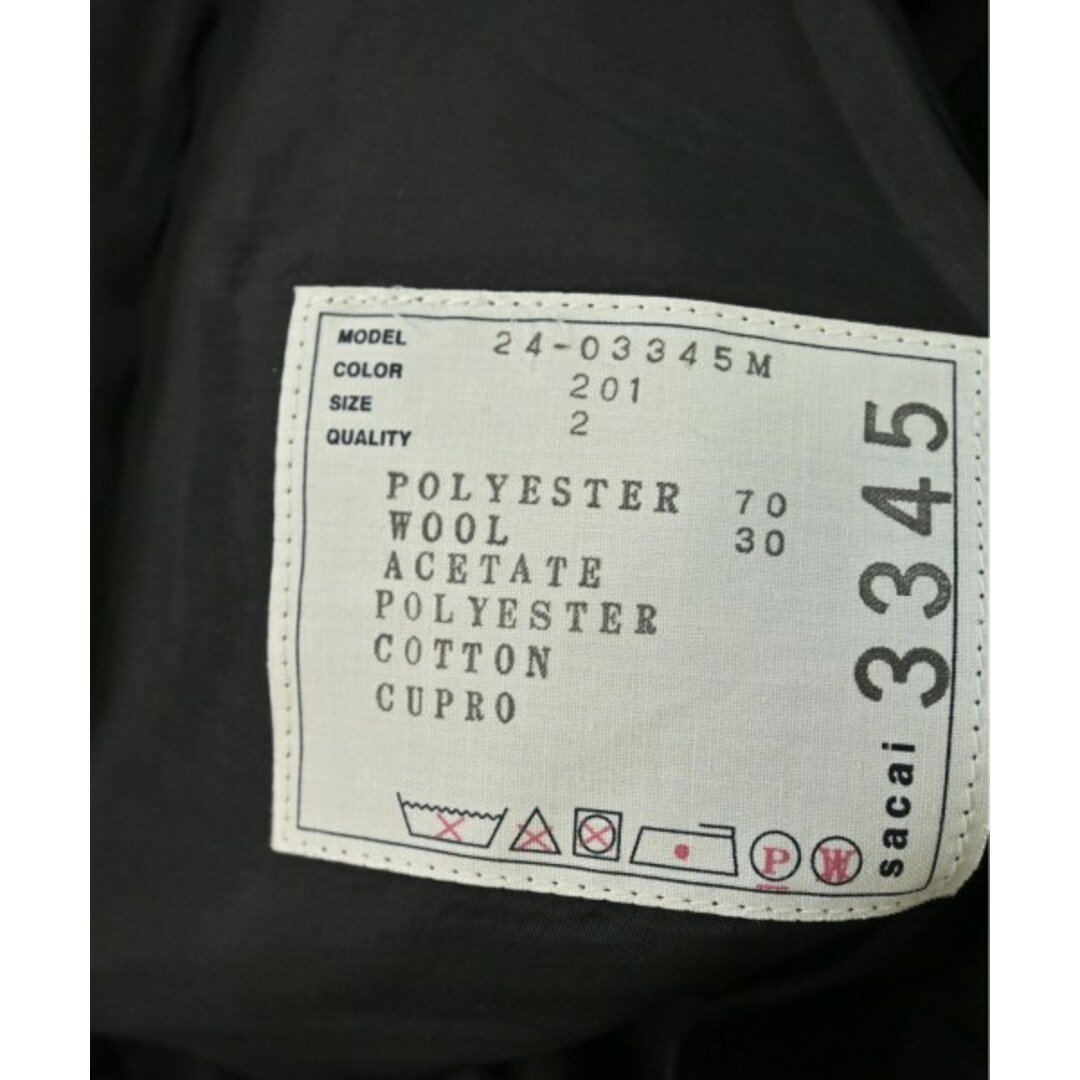 MODEL 24-03345M
COLOR 201
SIZE 2
QUALITY
POLYESTER 70
WOOL 30
ACETATE
POLYESTER
COTTON
CUPRO
P W
sacai 3345